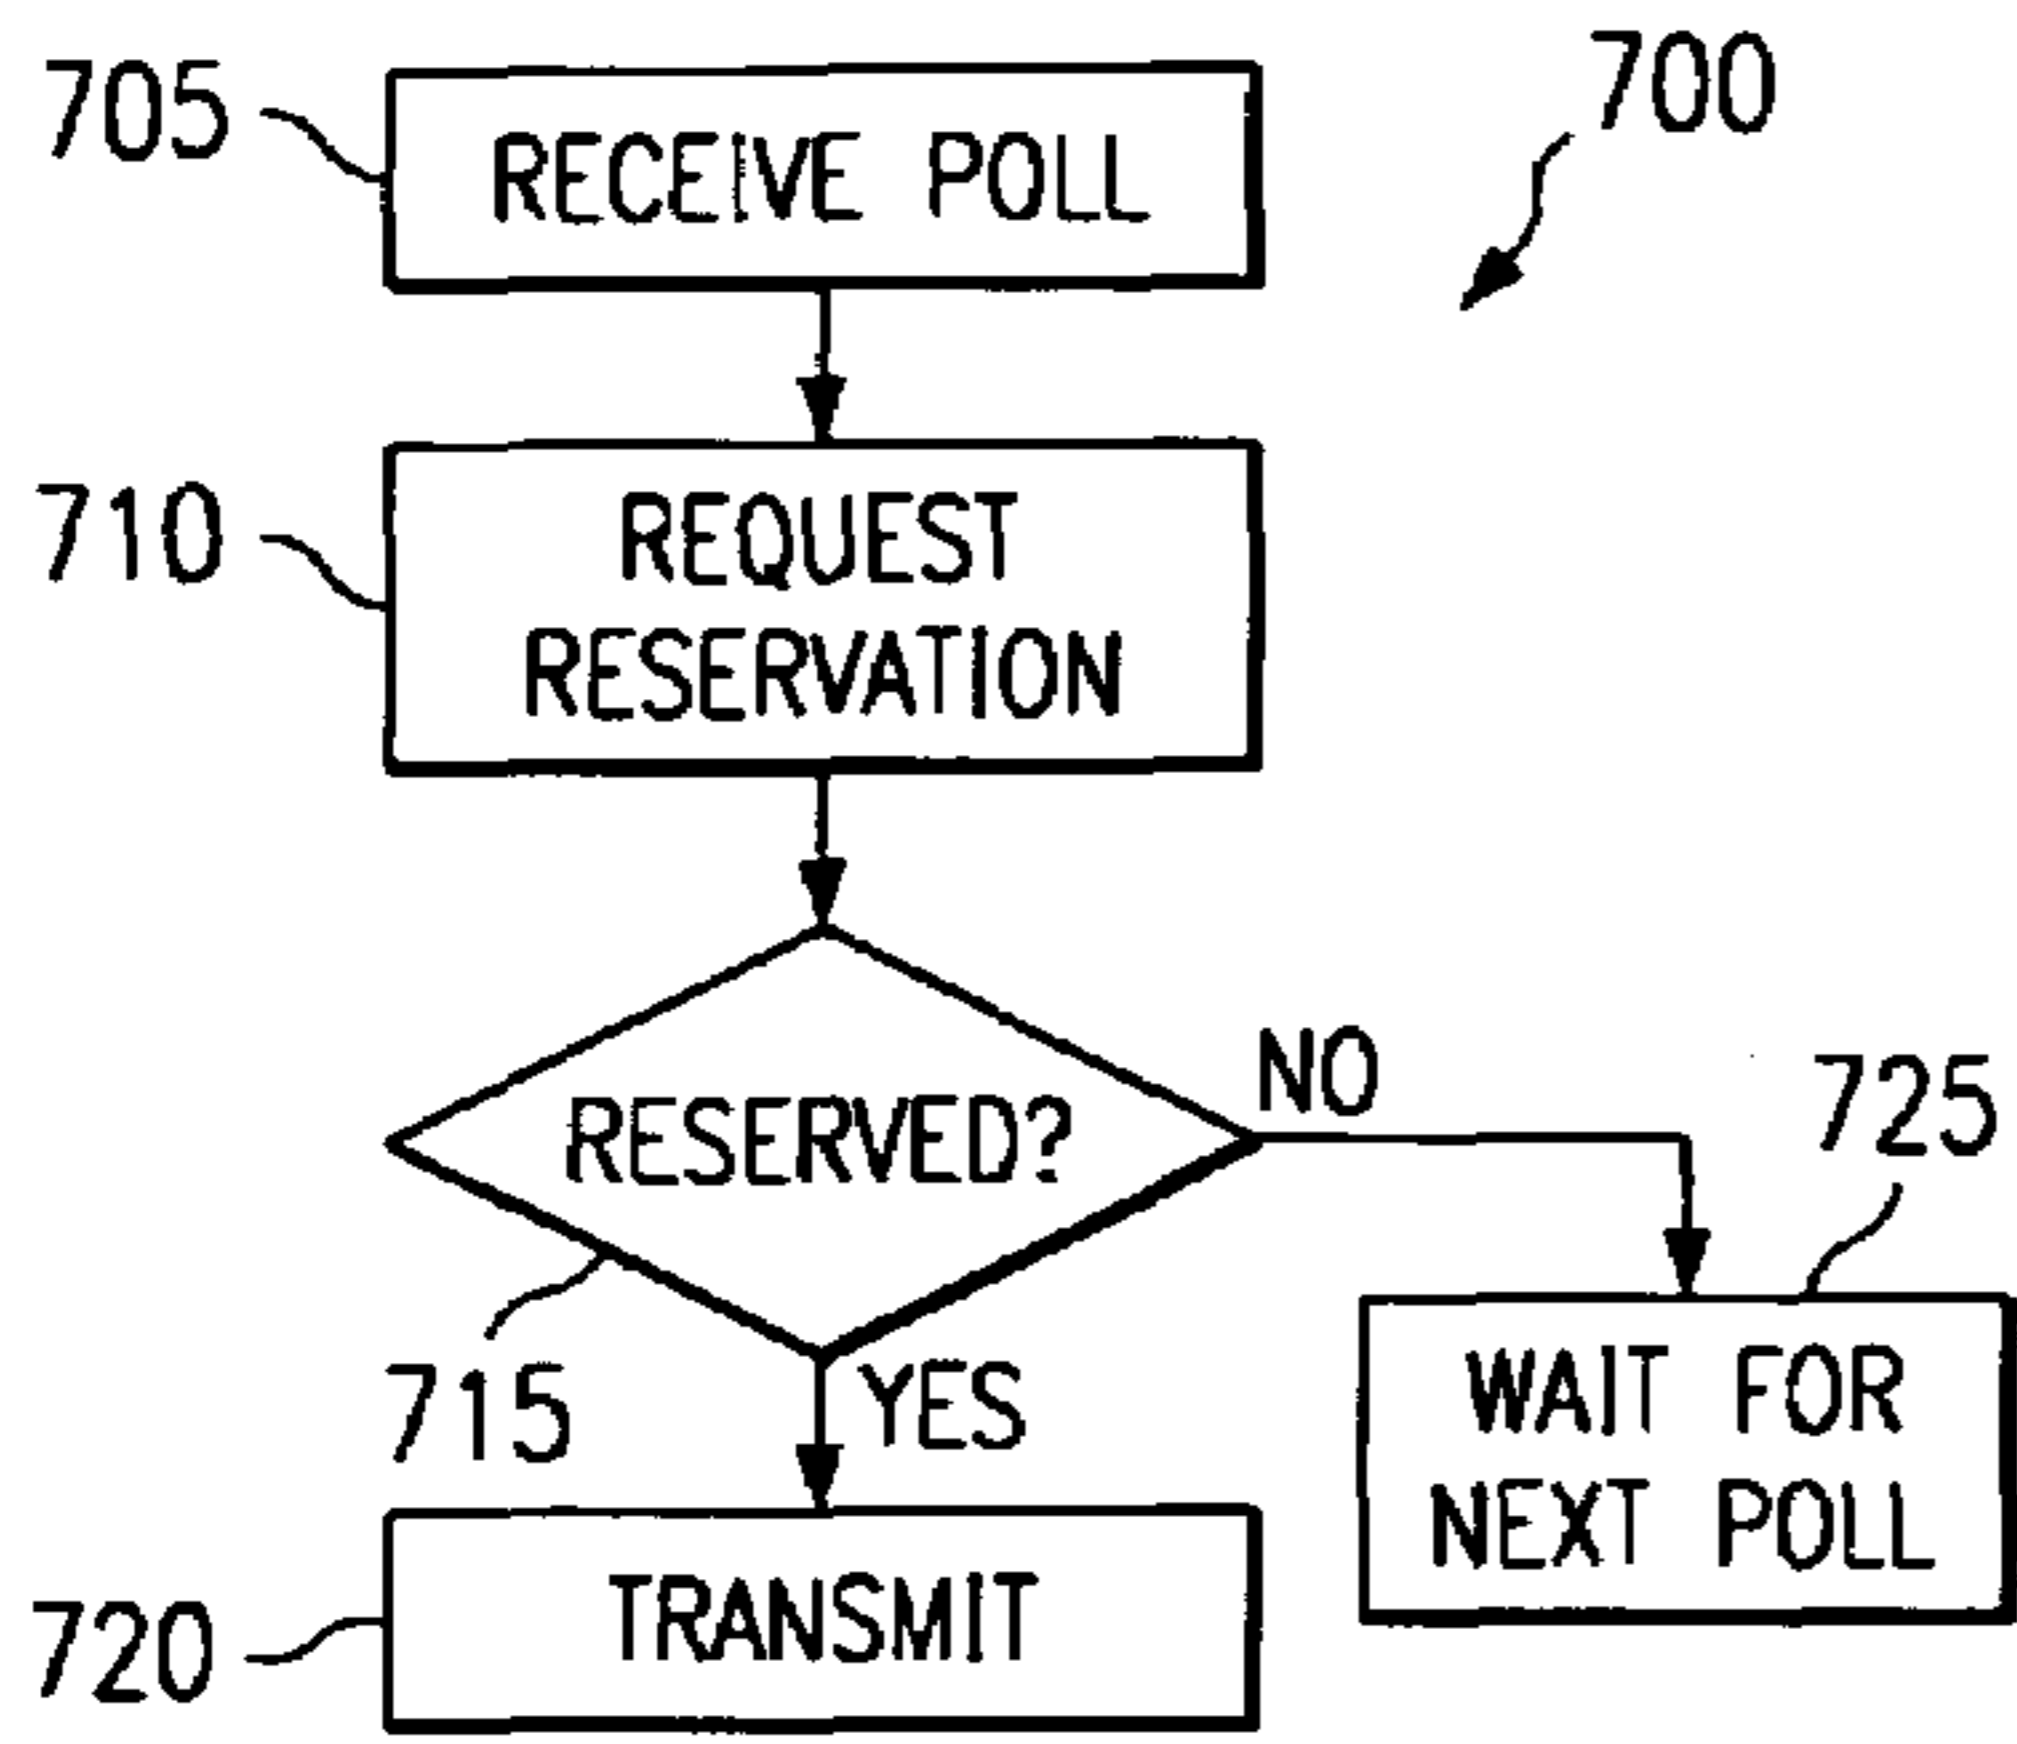 700
705
RECEIVE POLL
710
REQUEST
RESERVATION
RESERVED?
NO
725
715
YES
WAIT FOR
NEXT POLL
720
TRANSMIT